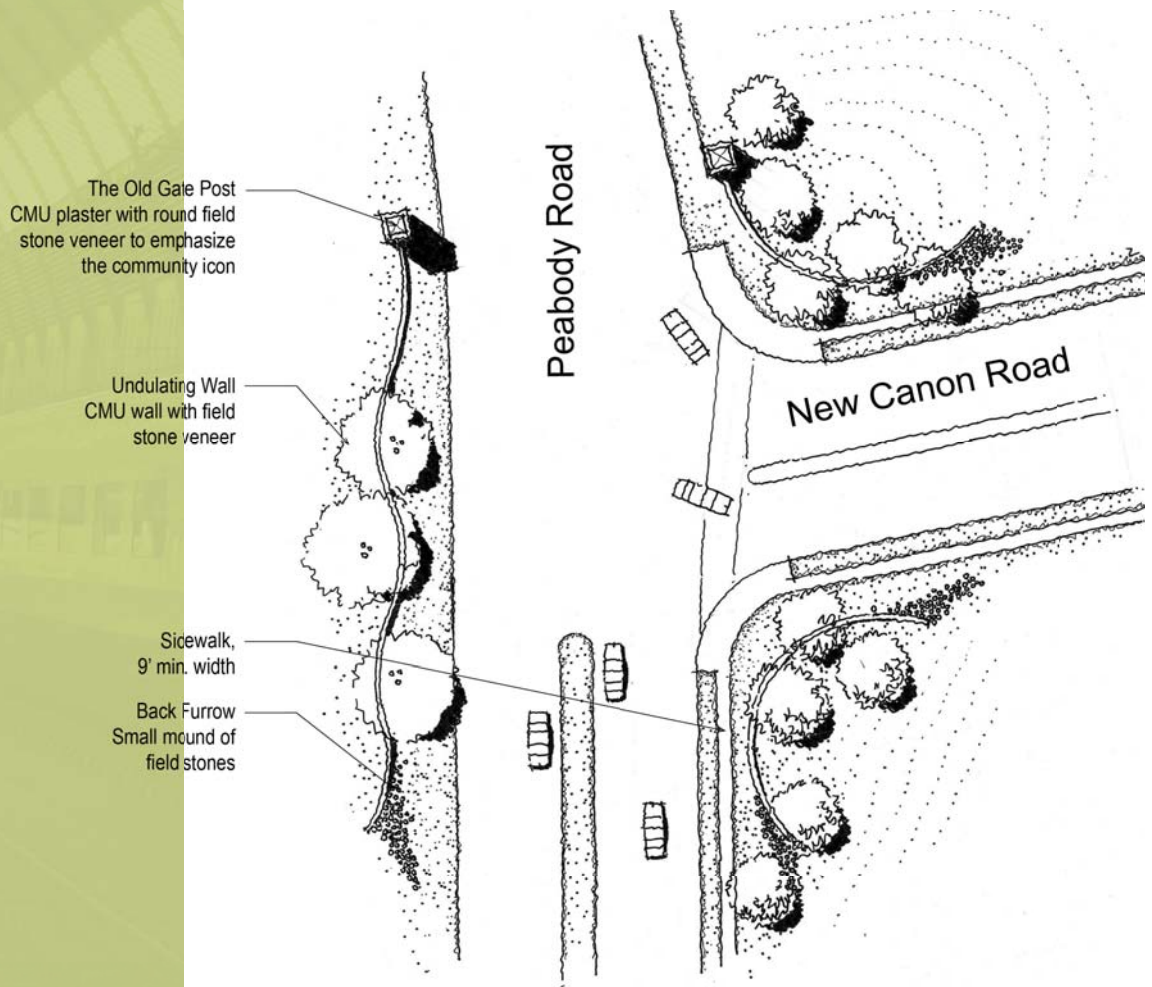 The Old Gate Post
CMU plaster with round field
stone veneer to emphasize
the community icon
Undulating Wall
CMU wall with field
stone veneer
Sidewalk,
9' min. width
Back Furrow
Small mound of
field stones
Peabody Road
New Canon Road